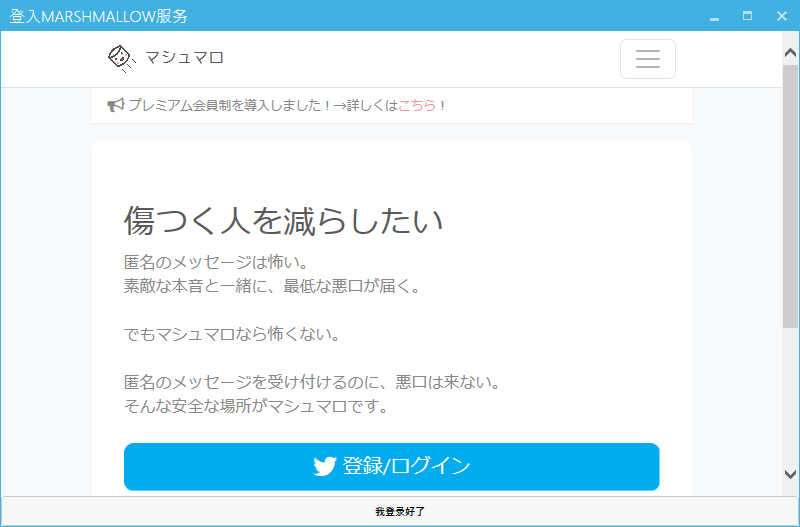 登入MARSHMALLOW服务
マシュマロ
プレミアム会員制を導入しました！→詳しくはこちら！
傷つく人を減らしたい
匿名のメッセージは怖い。
素敵な本音と一緒に、最低な悪口が届く。
でもマシュマロなら怖くない。
匿名のメッセージを受け付けるのに、悪口は来ない。
そんな安全な場所がマシュマロです。
登録/ログイン
我登录好了